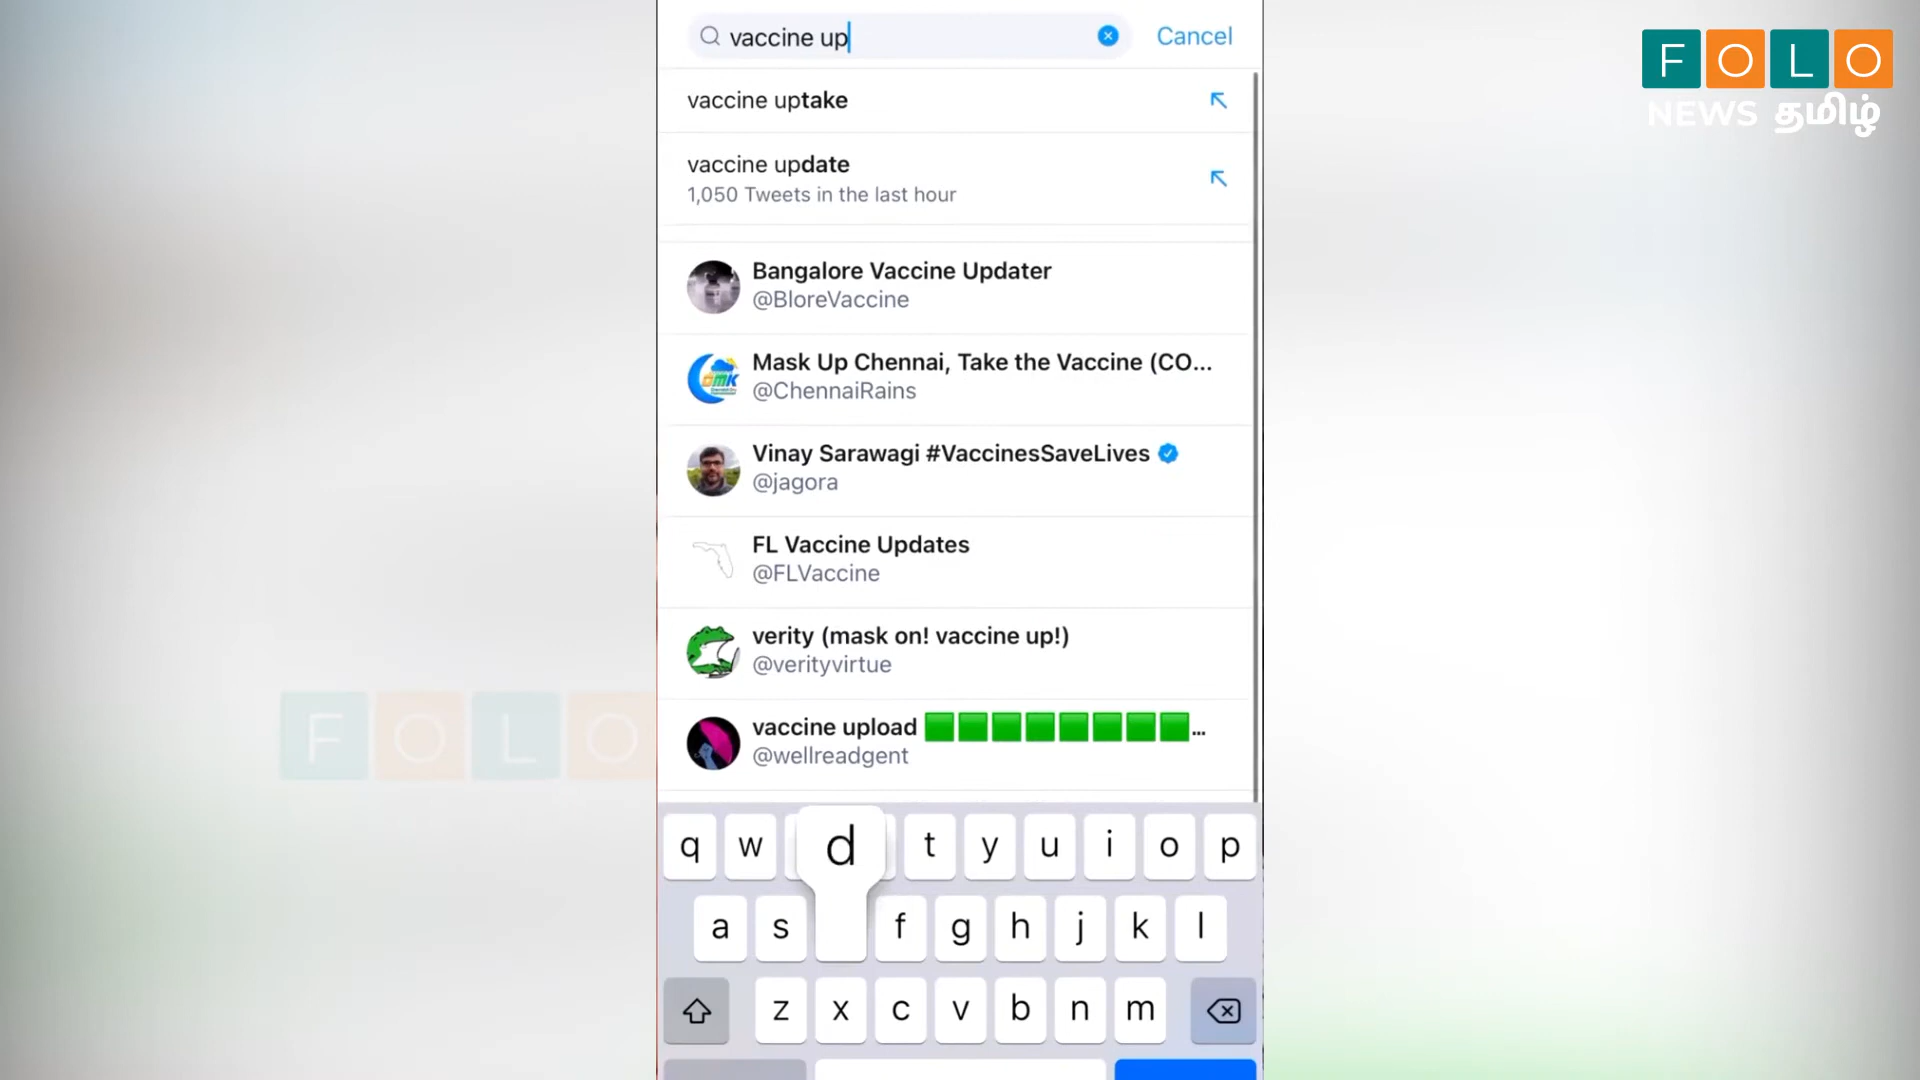 vaccine up
Cancel
FOLO
NEWS தமிழ்
vaccine uptake
vaccine update
1,050 Tweets in the last hour
Bangalore Vaccine Updater
@BloreVaccine
Mask Up Chennai, Take the Vaccine (CO...
@ChennaiRains
Vinay Sarawagi #VaccinesSaveLives
@jagora
FL Vaccine Updates
@FLVaccine
verity (mask on! vaccine up!)
@verityvirtue
vaccine upload 🟩🟩🟩🟩🟩🟩🟩🟩...
@wellreadgent
FOLO
q w d t y u i o p
a s f g h j k l
z x c v b n m